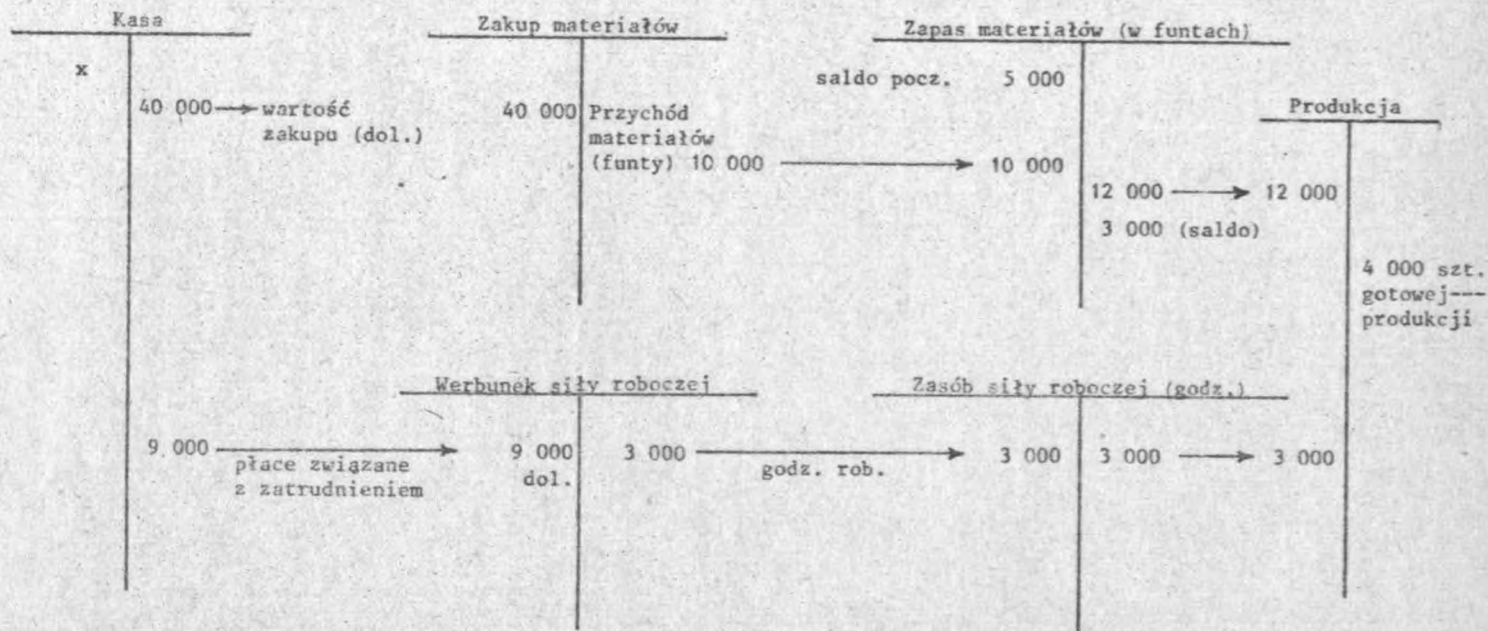 Kasa
Zakup materiałów
Zapas materiałów (w funtach)
x
saldo pocz. 5 000
Produkcja
40 000 wartość
zakupu (dol.)
40 000 Przychód
materiałów
(funty) 10 000
10 000
12 000 12 000
3 000 (saldo)
4 000 szt.
gotowej---
produkcji
Werbunek siły roboczej
Zasób siły roboczej (godz.)
9 000
płace związane
z zatrudnieniem
9 000 3 000
dol.
godz. rob.
3 000 3 000 3 000